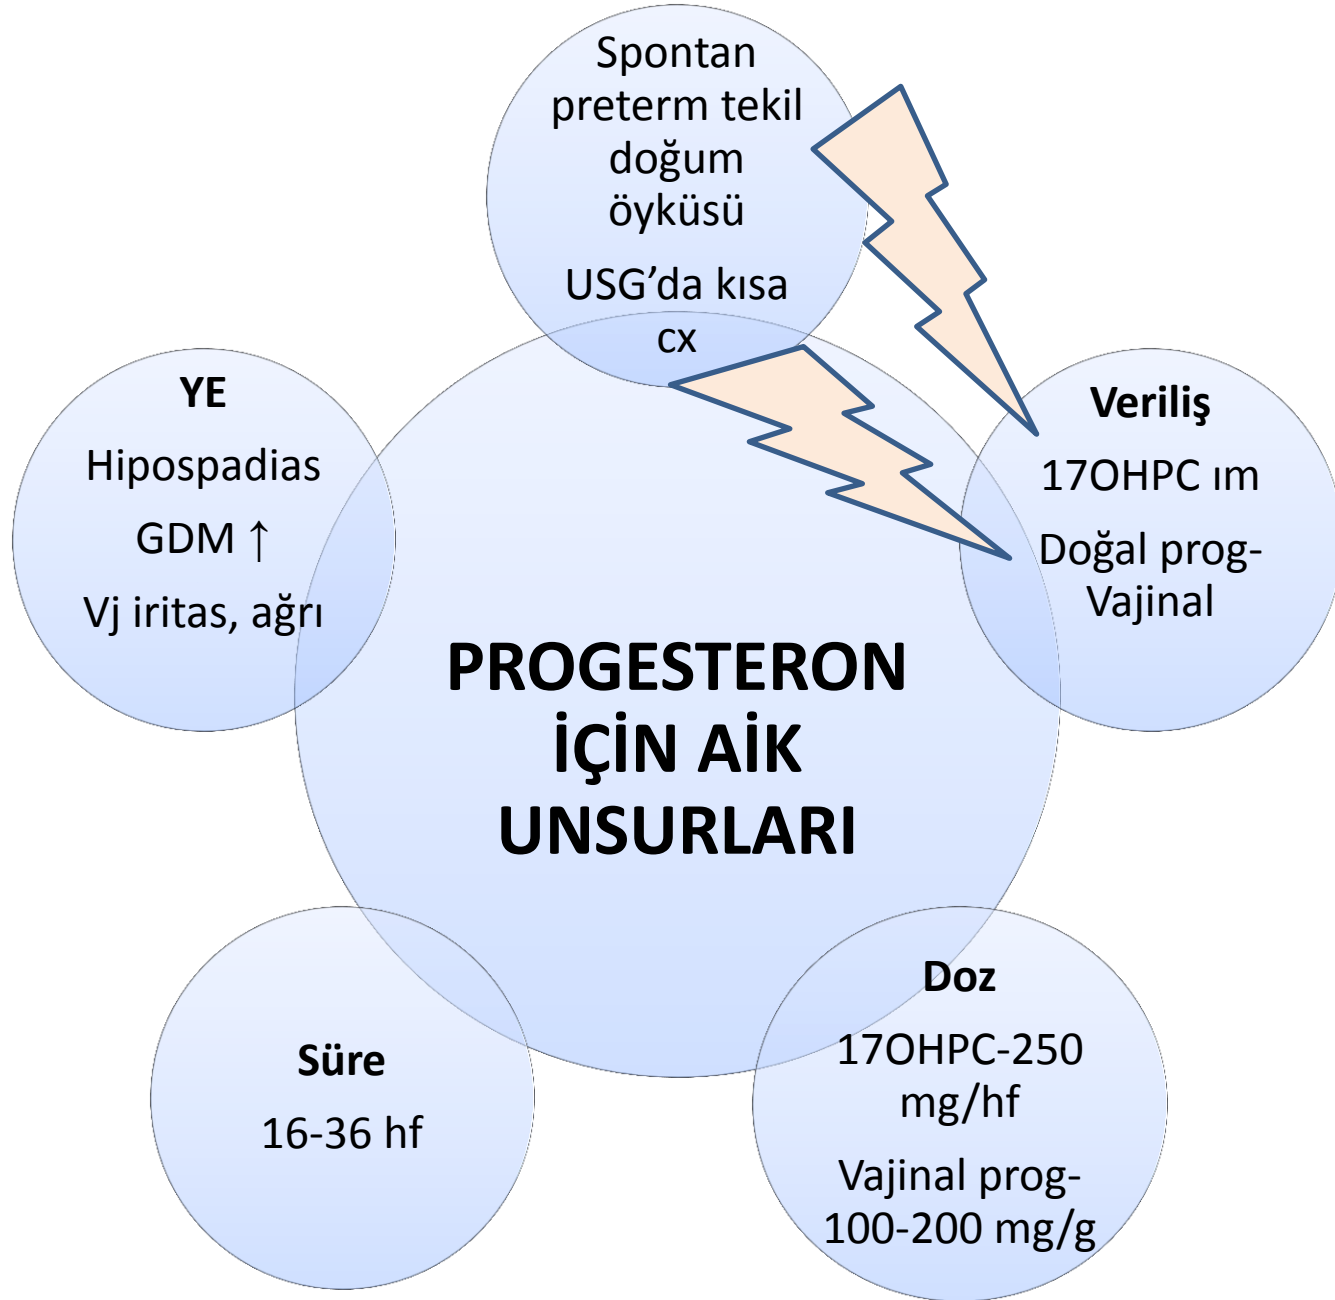 Spontan
preterm tekil
doğum
öyküsü
USG’da kısa
cx
YE
Hipospadias
GDM ↑
Vj iritas, ağrı
Veriliş
17OHPC ım
Doğal prog-
Vajinal
PROGESTERON
İÇİN AİK
UNSURLARI
Süre
16-36 hf
Doz
17OHPC-250
mg/hf
Vajinal prog-
100-200 mg/g